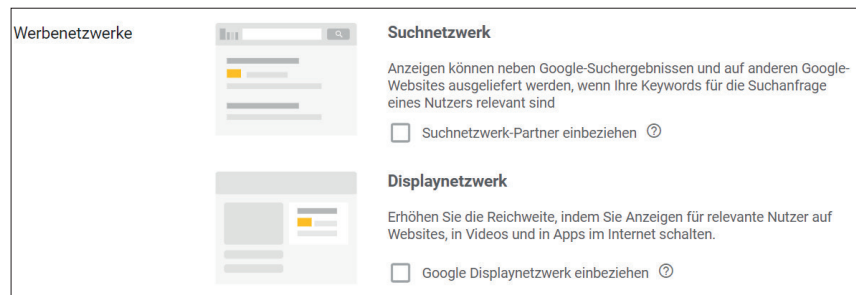 Werbenetzwerke
Suchnetzwerk
Anzeigen können neben Google-Suchergebnissen und auf anderen Google-
Websites ausgeliefert werden, wenn Ihre Keywords für die Suchanfrage
eines Nutzers relevant sind
Suchnetzwerk-Partner einbeziehen ?
Displaynetzwerk
Erhöhen Sie die Reichweite, indem Sie Anzeigen für relevante Nutzer auf
Websites, in Videos und in Apps im Internet schalten.
Google Displaynetzwerk einbeziehen ?